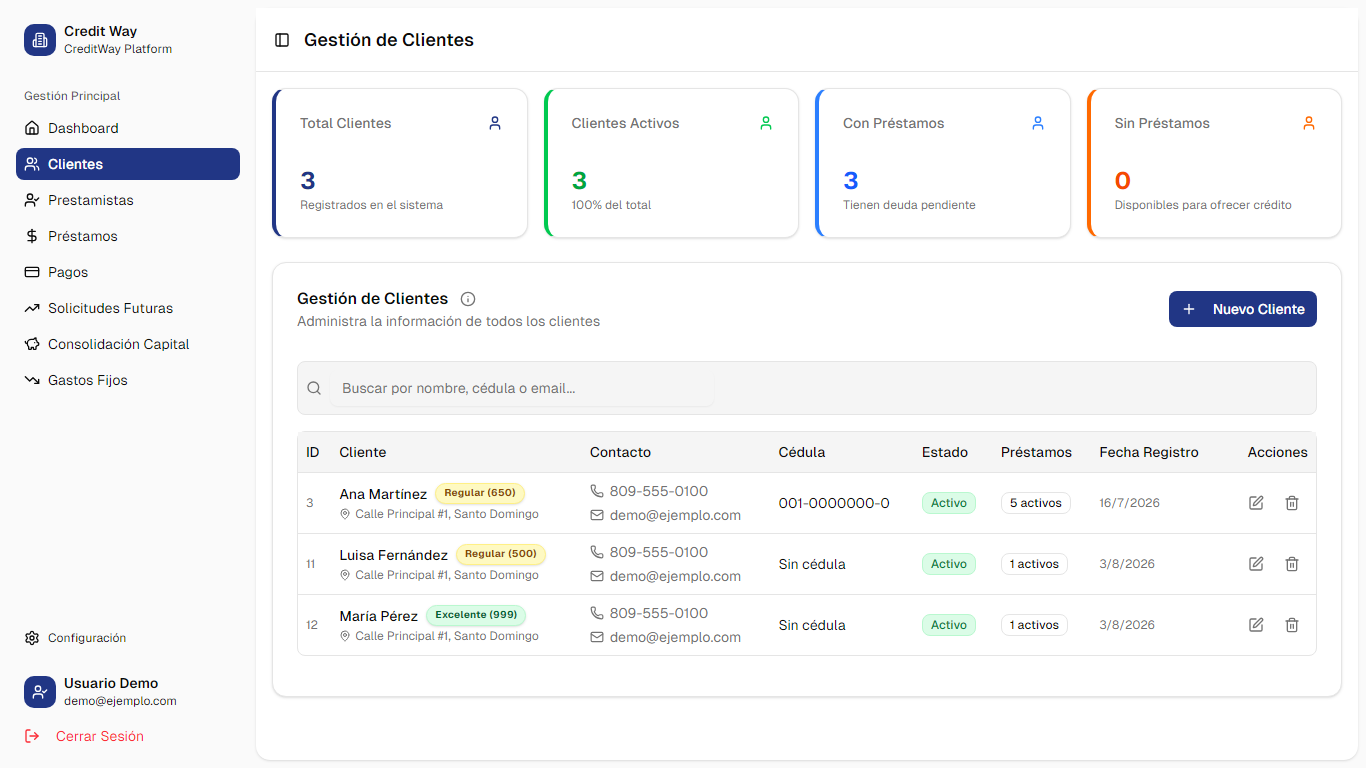 Credit Way
CreditWay Platform
Gestión Principal
Dashboard
Clientes
Prestamistas
Préstamos
Pagos
Solicitudes Futuras
Consolidación Capital
Gastos Fijos
Configuración
Usuario Demo
demo@ejemplo.com
Cerrar Sesión
Gestión de Clientes
Total Clientes
3
Registrados en el sistema
Clientes Activos
3
100% del total
Con Préstamos
3
Tienen deuda pendiente
Sin Préstamos
0
Disponibles para ofrecer crédito
Gestión de Clientes
Administra la información de todos los clientes
Nuevo Cliente
Buscar por nombre, cédula o email...
ID Cliente Contacto Cédula Estado Préstamos Fecha Registro Acciones
3 Ana Martínez Regular (650) 809-555-0100 001-0000000-0 Activo 5 activos 16/7/2026
Calle Principal #1, Santo Domingo demo@ejemplo.com
11 Luisa Fernández Regular (500) 809-555-0100 Sin cédula Activo 1 activos 3/8/2026
Calle Principal #1, Santo Domingo demo@ejemplo.com
12 María Pérez Excelente (999) 809-555-0100 Sin cédula Activo 1 activos 3/8/2026
Calle Principal #1, Santo Domingo demo@ejemplo.com